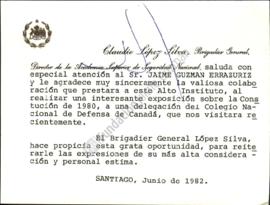 Claudio López Silva, Brigadier General,
Director de la Academia Superior de Seguridad Nacional, saluda con
especial atención al Sr. JAIME GUZMAN ERRAZURIZ
y le agradece muy sinceramente la valiosa colabo-
ración que prestara a este Alto Instituto, al
realizar una interesante exposición sobre la Cons
titución de 1980, a una delegación del Colegio Na
cional de Defensa de Canadá, que nos visitara re
cientemente.
El Brigadier General López Silva,
hace propicia esta grata oportunidad, para reite
rarle las expresiones de su más alta considera-
ción y personal estima.
SANTIAGO, Junio de 1982.